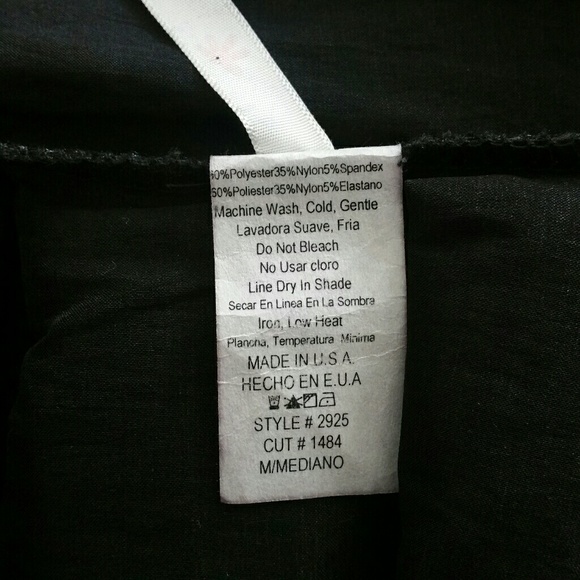 60%Polyester35%Nylon5%Spandex
60%Poliester35%Nylon5%Elastano
Machine Wash, Cold, Gentle
Lavadora Suave, Fria
Do Not Bleach
No Usar cloro
Line Dry In Shade
Secar En Linea En La Sombra
Iron, Low Heat
Plancha, Temperatura Minima
MADE IN U.S.A.
HECHO EN E.U.A
STYLE # 2925
CUT # 1484
M/MEDIANO